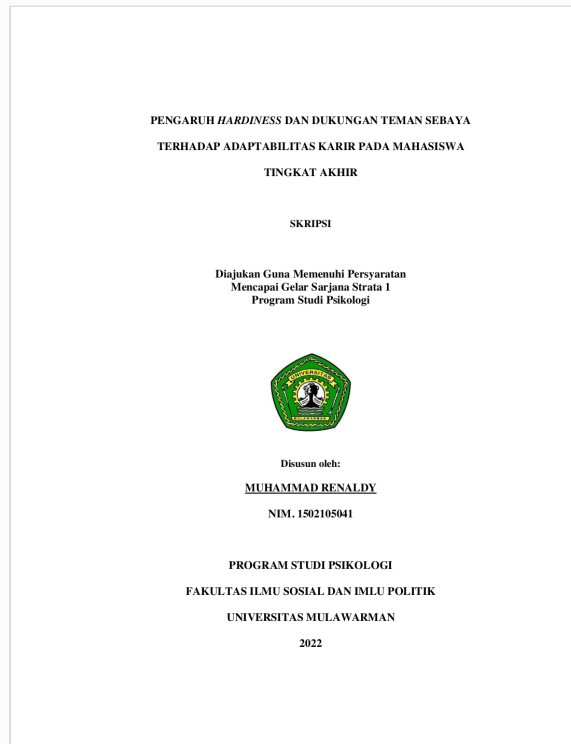 PENGARUH HARDINESS DAN DUKUNGAN TEMAN SEBAYA
TERHADAP ADAPTABILITAS KARIR PADA MAHASISWA
TINGKAT AKHIR
SKRIPSI
Diajukan Guna Memenuhi Persyaratan
Mencapai Gelar Sarjana Strata 1
Program Studi Psikologi
UNIVERSITAS
MULAWARMAN
Disusun oleh:
MUHAMMAD RENALDY
NIM. 1502105041
PROGRAM STUDI PSIKOLOGI
FAKULTAS ILMU SOSIAL DAN IMLU POLITIK
UNIVERSITAS MULAWARMAN
2022